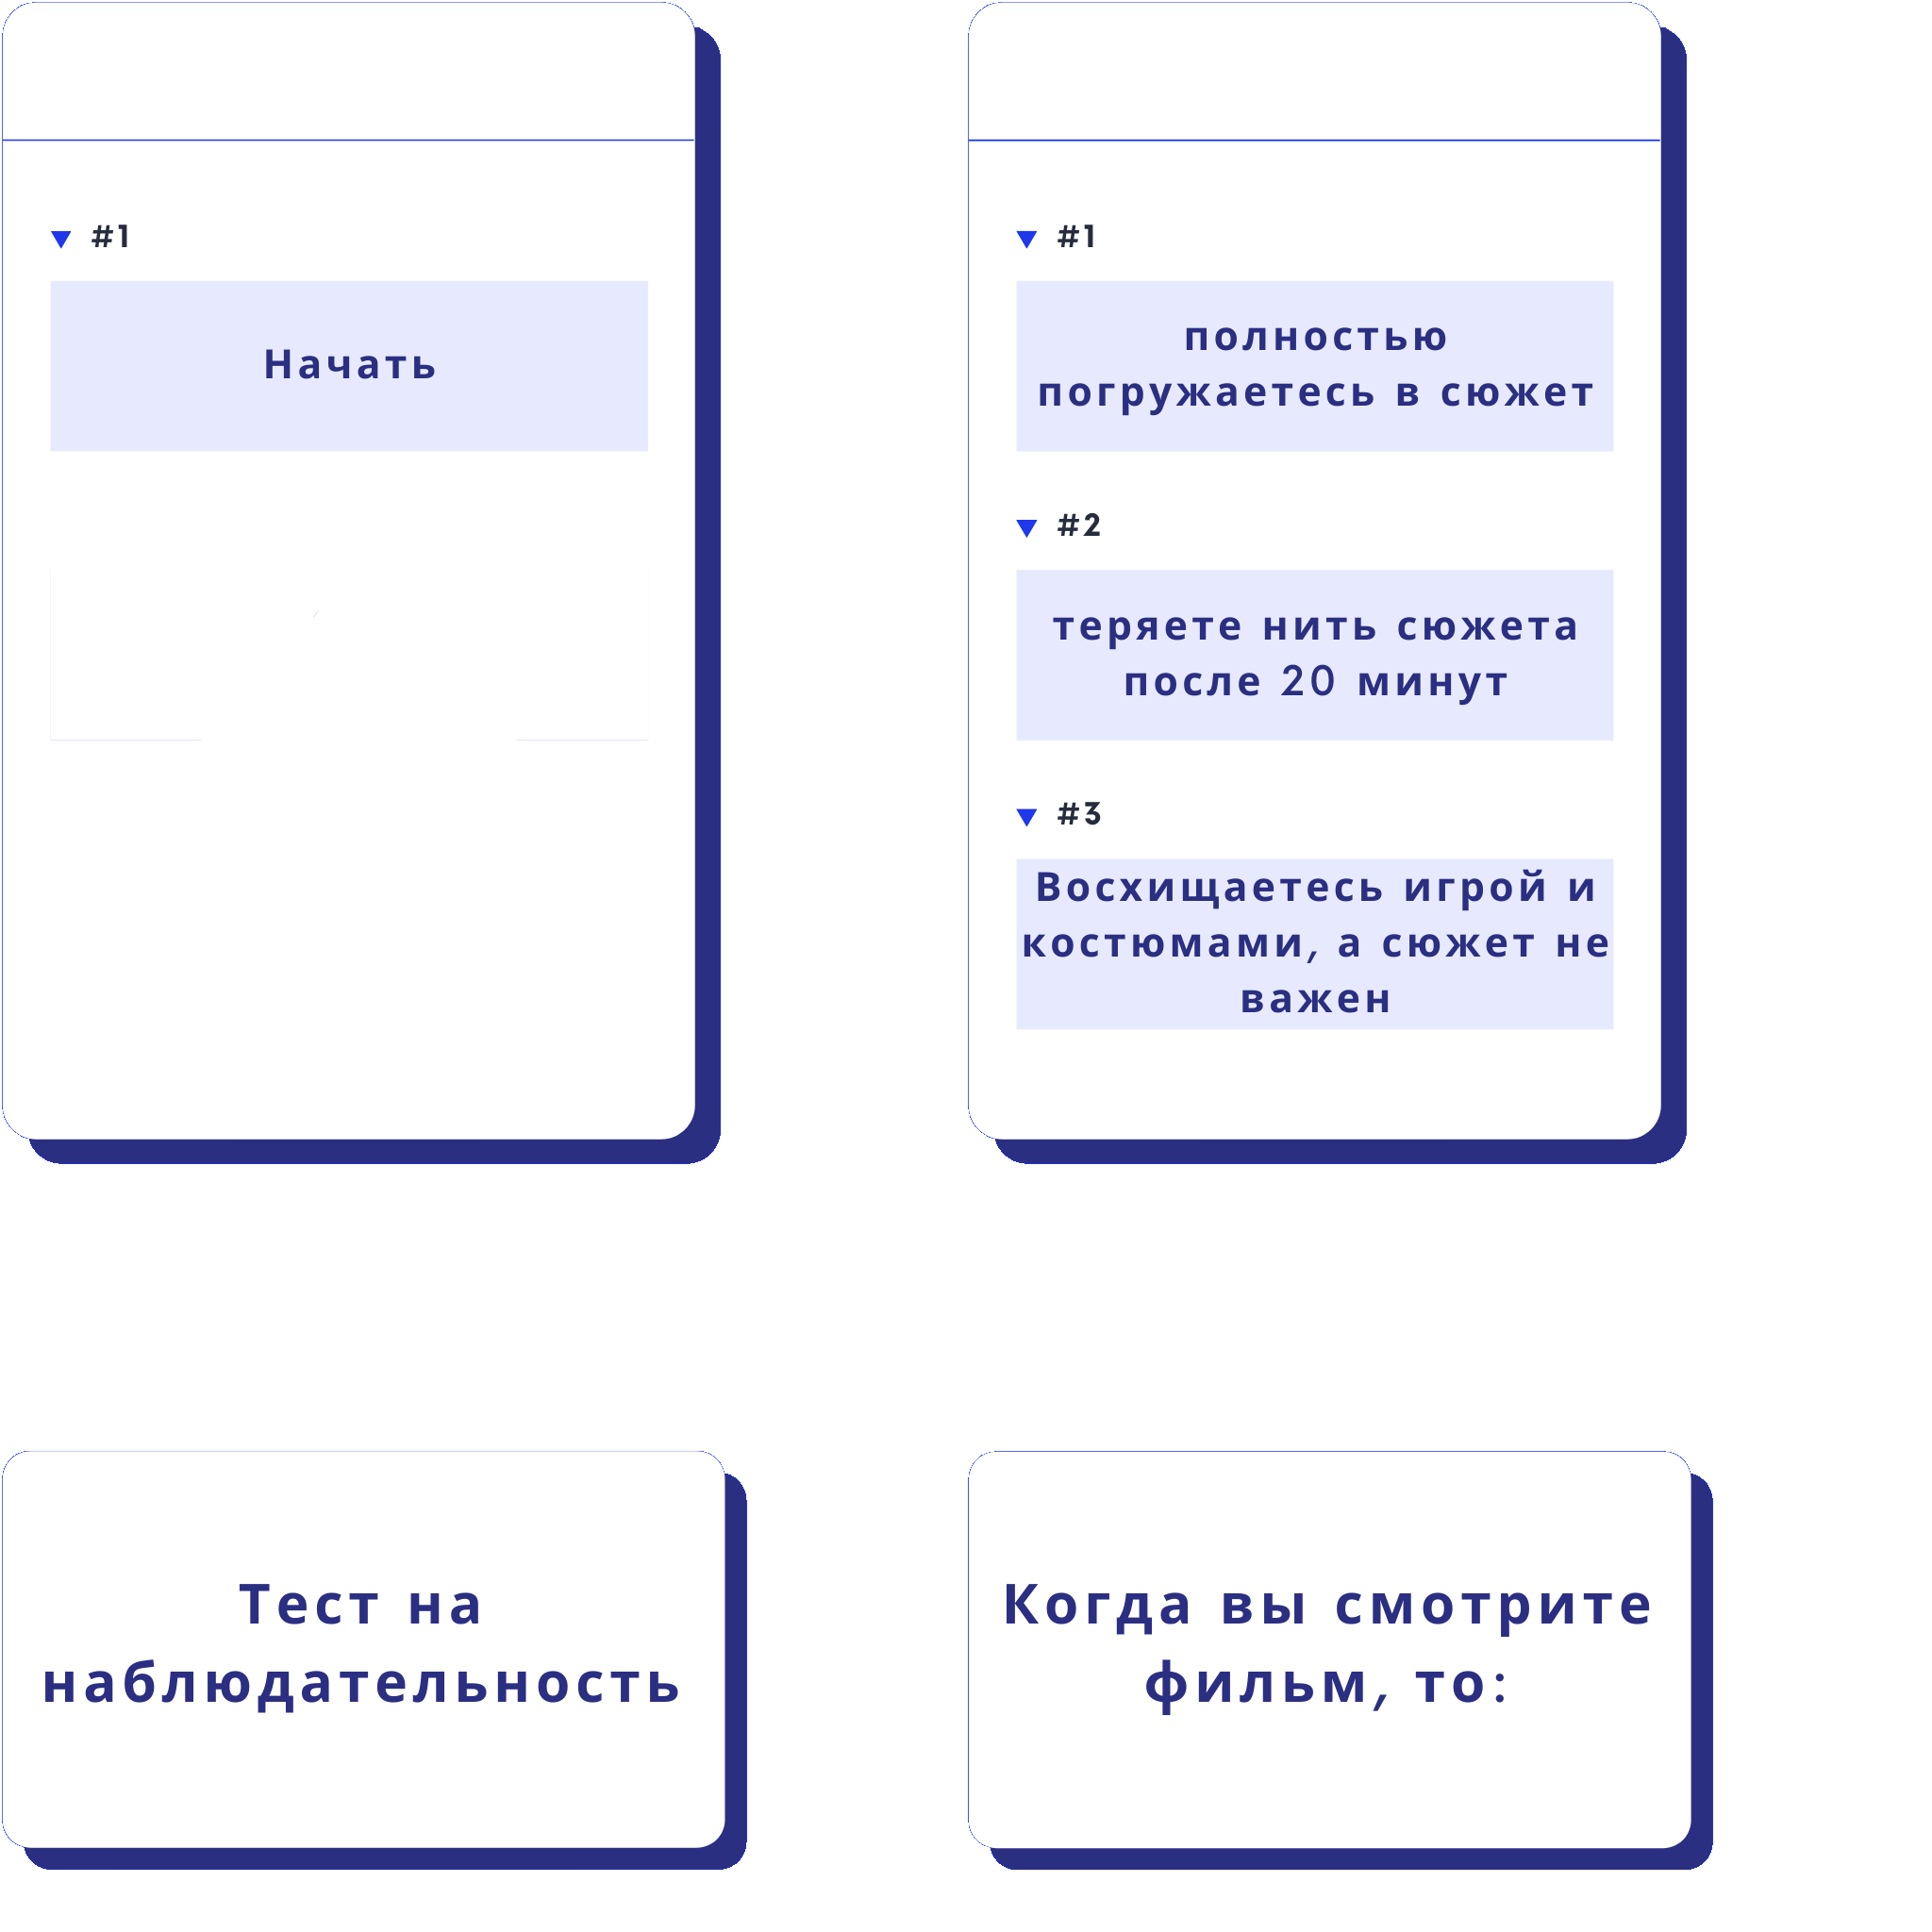 #1
Начать
#1
полностью
погружаетесь в сюжет
#2
теряете нить сюжета
после 20 минут
#3
Восхищаетесь игрой и
костюмами, а сюжет не
важен
Тест на
наблюдательность
Когда вы смотрите
фильм, то: